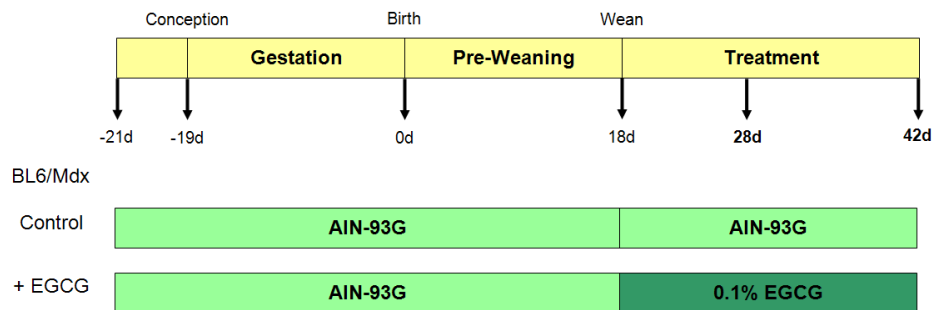 Conception Birth Wean
Gestation Pre-Weaning Treatment
-21d -19d 0d 18d 28d 42d
BL6/Mdx
Control AIN-93G AIN-93G
+ EGCG AIN-93G 0.1% EGCG